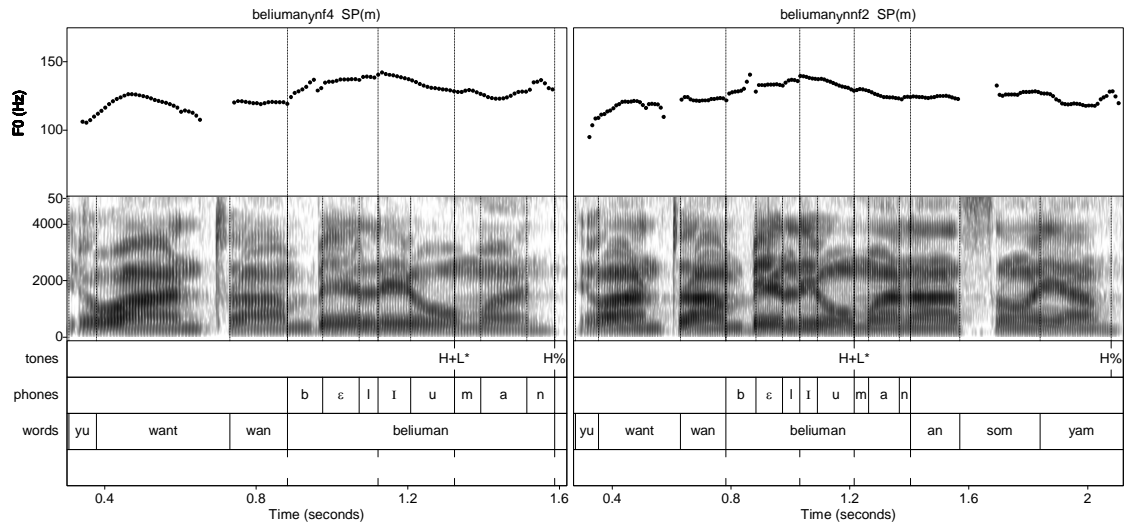 beliumanynf4 SP(m)
beliumanynnf2 SP(m)
F0 (Hz)
150
100
50
4000
2000
0
tones H+L* H% H+L* H%
phones b ɛ l I u m a n b ɛ l I u m a n
words yu want wan beliuman yu want wan beliuman an som yam
0.4 0.8 1.2 1.6 0.4 0.8 1.2 1.6 2
Time (seconds) Time (seconds)